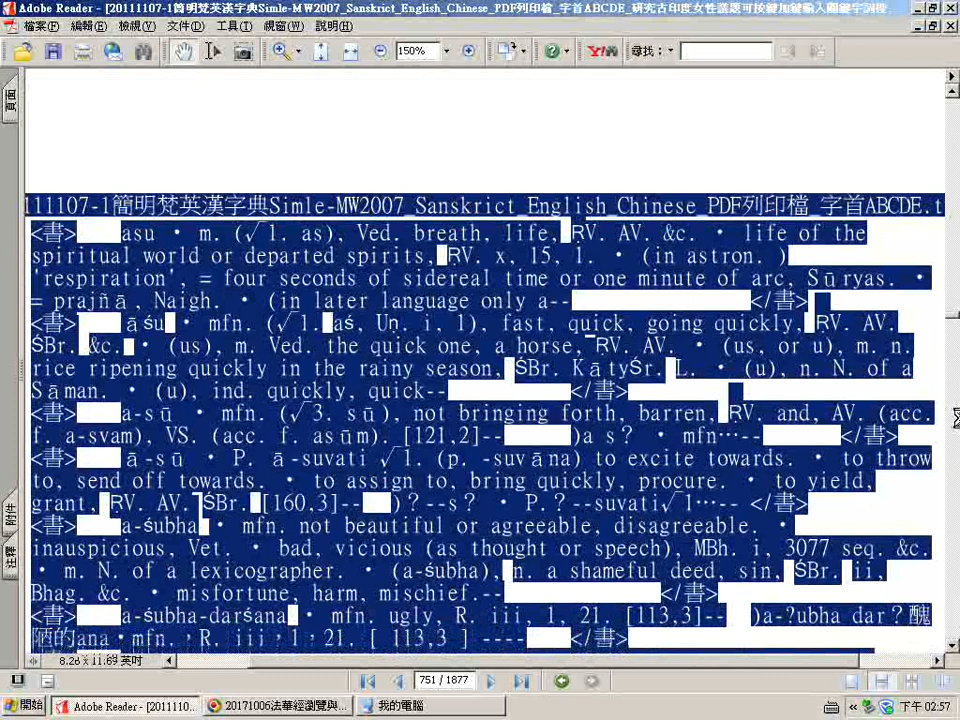 Adobe Reader - [20111107-1簡明梵英漢字典Simle-MW2007_Sanskrict_English_Chinese_PDF列印檔_字首ABCDE_研究古印度女性議題可按鍵加鍵輸入關鍵字詞搜
檔案(F) 編輯(E) 檢視(V) 文件(D) 工具(T) 視窗(W) 說明(H)
150% 尋找:
頁面
111107-1簡明梵英漢字典Simle-MW2007_Sanskrict_English_Chinese_PDF列印檔_字首ABCDE.t
<書> asu • m. (√1. as), Ved. breath, life, RV. AV. &c. • life of the
spiritual world or departed spirits, RV. x, 15, 1. • (in astron. )
'respiration', = four seconds of sidereal time or one minute of arc, Sūryas. •
= prajñā, Naigh. • (in later language only a-- </書>
<書> āśu • mfn. (√1. aś, Uṇ. i, 1), fast, quick, going quickly, RV. AV.
ŚBr. &c. • (us), m. Ved. the quick one, a horse, RV. AV. • (us, or u), m. n.
rice ripening quickly in the rainy season, ŚBr. KātyŚr. L. • (u), n. N. of a
Sāman. • (u), ind. quickly, quick-- </書>
<書> a-sū • mfn. (√3. sū), not bringing forth, barren, RV. and, AV. (acc.
f. a-svam), VS. (acc. f. asūm). [121,2]-- )a s? • mfn…-- </書>
<書> ā-sū • P. ā-suvati √1. (p. -suvāna) to excite towards. • to throw
to, send off towards. • to assign to, bring quickly, procure. • to yield,
grant, RV. AV. ŚBr. [160,3]-- )?--s? • P.?--suvati√1…-- </書>
<書> a-śubha • mfn. not beautiful or agreeable, disagreeable. •
inauspicious, Vet. • bad, vicious (as thought or speech), MBh. i, 3077 seq. &c.
• m. N. of a lexicographer. • (a-śubha), n. a shameful deed, sin, ŚBr. ii,
Bhag. &c. • misfortune, harm, mischief.-- </書>
<書> a-śubha-darśana • mfn. ugly, R. iii, 1, 21. [113,3]-- )a-?ubha dar?醜
陋的ana•mfn.,R. iii,1,21. [ 113,3 ] ---- </書>
附件
注釋
8.26 x 11.69 英吋
751 / 1877
開始 Adobe Reader - [2011110... 20171006法華經瀏覽與... 我的電腦 下午 02:57